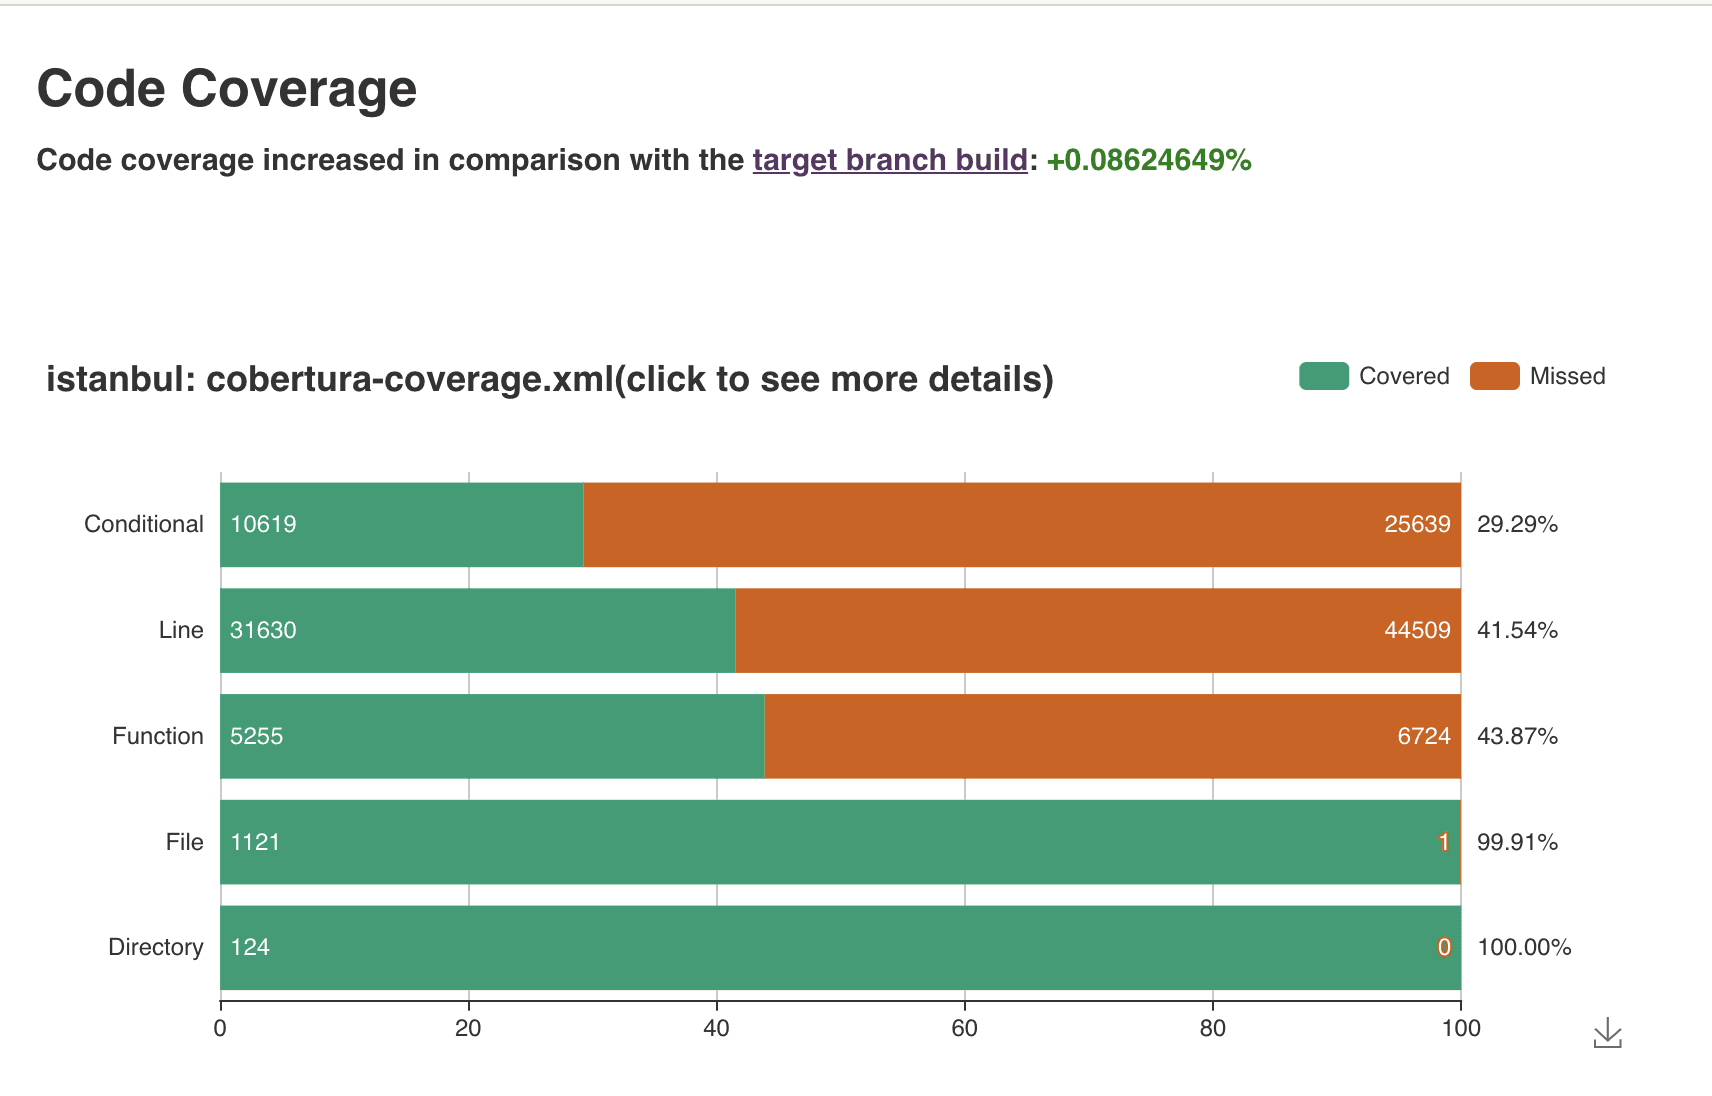 Code Coverage
Code coverage increased in comparison with the target branch build: +0.08624649%
istanbul: cobertura-coverage.xml(click to see more details)
Covered Missed
Conditional 10619 25639 29.29%
Line 31630 44509 41.54%
Function 5255 6724 43.87%
File 1121 1 99.91%
Directory 124 0 100.00%
0 20 40 60 80 100